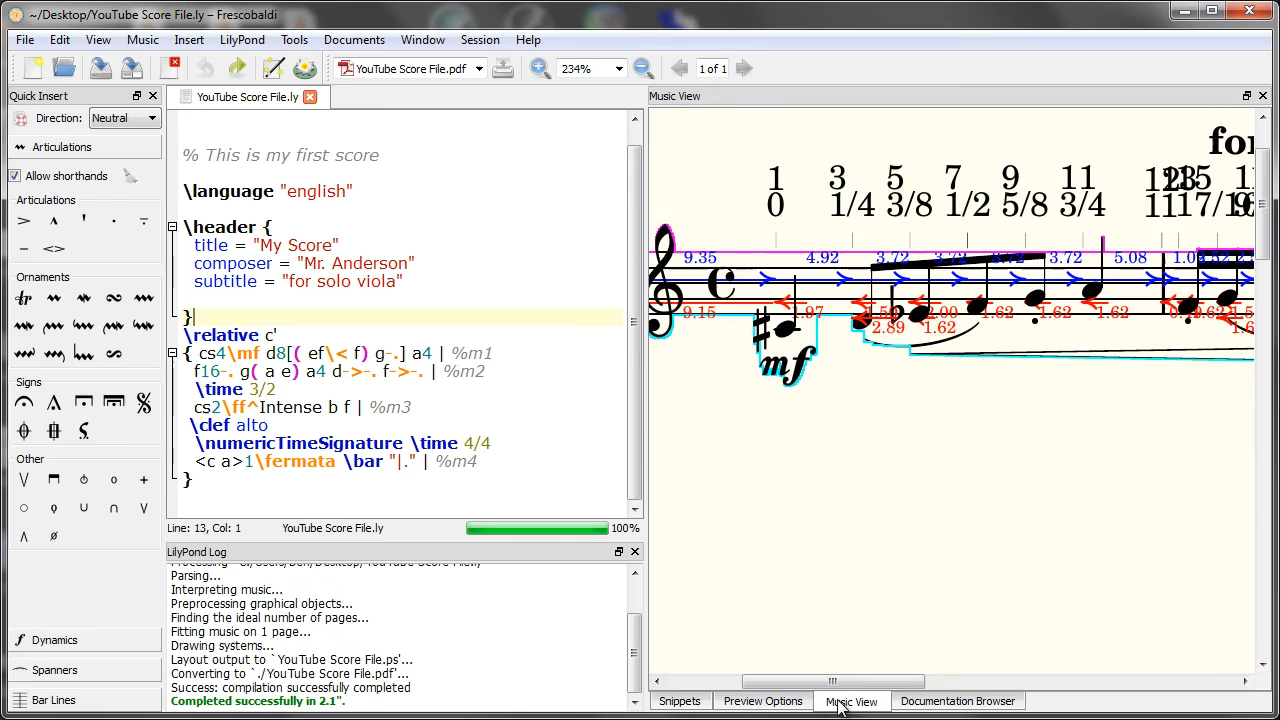 ~/Desktop/YouTube Score File.ly – Frescobaldi
File Edit View Music Insert LilyPond Tools Documents Window Session Help
YouTube Score File.pdf 234% 1 of 1
Quick Insert
Direction: Neutral
Articulations
Allow shorthands
Articulations
Ornaments
Signs
Other
Dynamics
Spanners
Bar Lines
YouTube Score File.ly
% This is my first score
\language "english"
\header {
title = "My Score"
composer = "Mr. Anderson"
subtitle = "for solo viola"
}
\relative c'
{ cs4\mf d8[( ef\< f) g-.] a4 | %m1
f16-. g( a e) a4 d->-. f->-. | %m2
\time 3/2
cs2\ff^Intense b f | %m3
\clef alto
\numericTimeSignature \time 4/4
<c a>1\fermata \bar "|." | %m4
}
Line: 13, Col: 1 YouTube Score File.ly 100%
LilyPond Log
Parsing...
Interpreting music...
Preprocessing graphical objects...
Finding the ideal number of pages...
Fitting music on 1 page...
Drawing systems...
Layout output to `YouTube Score File.ps'...
Converting to `./YouTube Score File.pdf'...
Success: compilation successfully completed
Completed successfully in 2.1".
Music View
1 3 5 7 9 11
0 1/4 3/8 1/2 5/8 3/4
9.35 4.92 3.72 3.72 3.72 3.72 5.08
9.15 2.00 1.62 1.62 1.62
2.89 1.62
mf
Snippets Preview Options Music View Documentation Browser